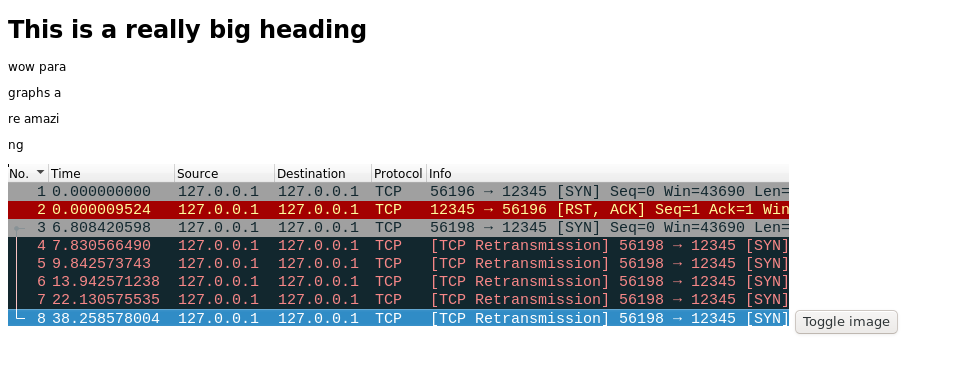 This is a really big heading
wow para
graphs a
re amazi
ng
No. Time Source Destination Protocol Info
1 0.000000000 127.0.0.1 127.0.0.1 TCP 56196 → 12345 [SYN] Seq=0 Win=43690 Len=
2 0.000009524 127.0.0.1 127.0.0.1 TCP 12345 → 56196 [RST, ACK] Seq=1 Ack=1 Win
3 6.808420598 127.0.0.1 127.0.0.1 TCP 56198 → 12345 [SYN] Seq=0 Win=43690 Len=
4 7.830566490 127.0.0.1 127.0.0.1 TCP [TCP Retransmission] 56198 → 12345 [SYN]
5 9.842573743 127.0.0.1 127.0.0.1 TCP [TCP Retransmission] 56198 → 12345 [SYN]
6 13.942571238 127.0.0.1 127.0.0.1 TCP [TCP Retransmission] 56198 → 12345 [SYN]
7 22.130575535 127.0.0.1 127.0.0.1 TCP [TCP Retransmission] 56198 → 12345 [SYN]
8 38.258578004 127.0.0.1 127.0.0.1 TCP [TCP Retransmission] 56198 → 12345 [SYN]
Toggle image